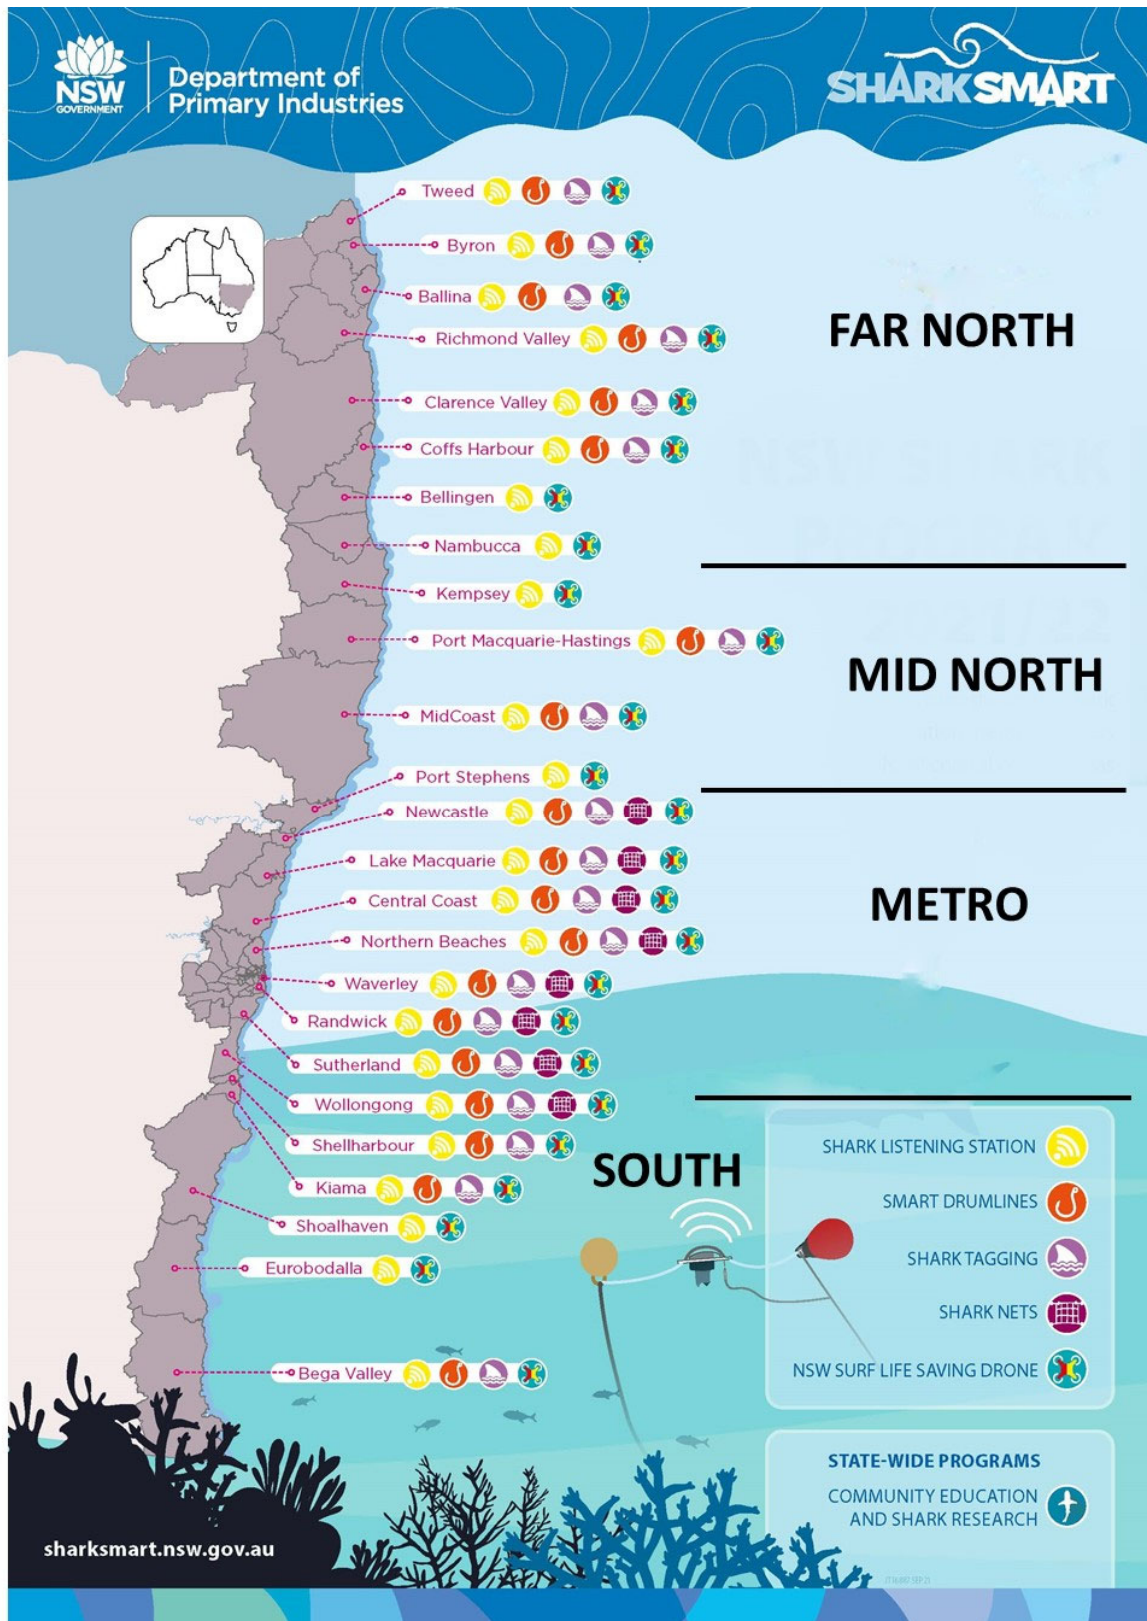 NSW
GOVERNMENT
Department of
Primary Industries
SHARKSMART
Tweed
Byron
Ballina
Richmond Valley
FAR NORTH
Clarence Valley
Coffs Harbour
Bellingen
Nambucca
Kempsey
Port Macquarie-Hastings
MID NORTH
MidCoast
Port Stephens
Newcastle
Lake Macquarie
Central Coast
METRO
Northern Beaches
Waverley
Randwick
Sutherland
Wollongong
Shellharbour
Kiama
SOUTH
Shoalhaven
Eurobodalla
Bega Valley
SHARK LISTENING STATION
SMART DRUMLINES
SHARK TAGGING
SHARK NETS
NSW SURF LIFE SAVING DRONE
STATE-WIDE PROGRAMS
COMMUNITY EDUCATION
AND SHARK RESEARCH
sharksmart.nsw.gov.au